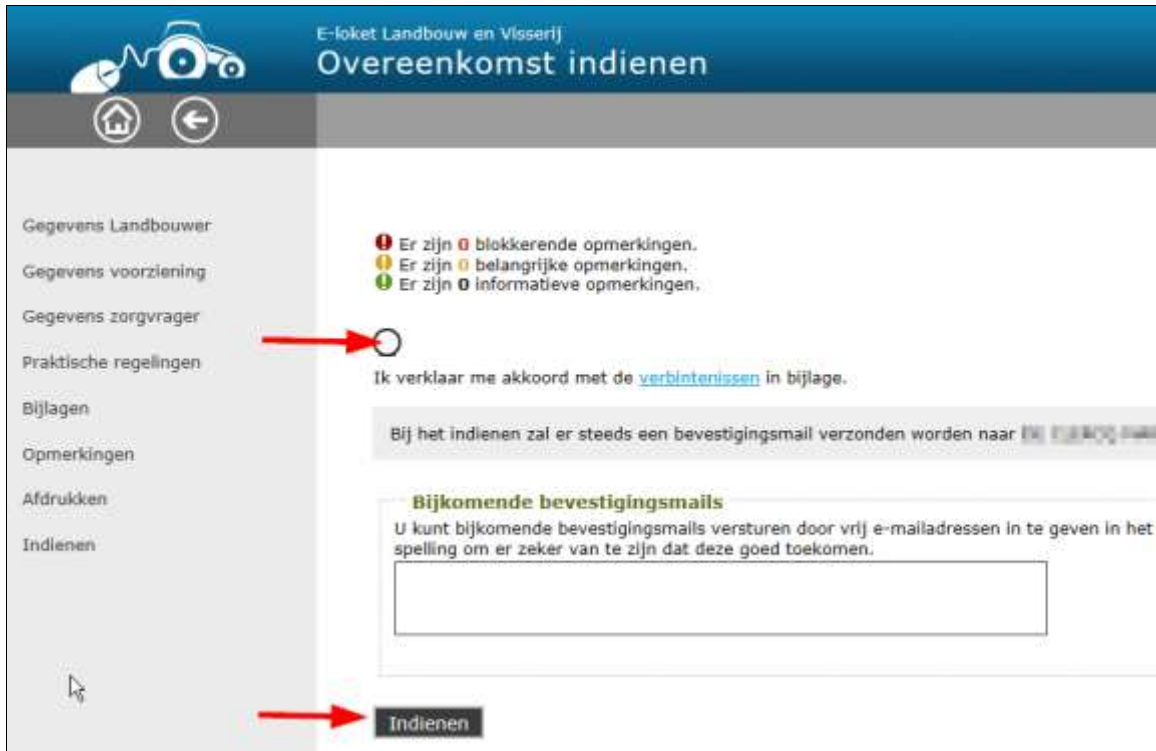 E-loket Landbouw en Visserij
Overeenkomst indienen
Gegevens Landbouwer
Gegevens voorziening
Gegevens zorgvrager
Praktische regelingen
Bijlagen
Opmerkingen
Afdrukken
Indienen
Er zijn 0 blokkerende opmerkingen.
Er zijn 0 belangrijke opmerkingen.
Er zijn 0 informatieve opmerkingen.
Ik verklaar me akkoord met de verbintenissen in bijlage.
Bij het indienen zal er steeds een bevestigingsmail verzonden worden naar
Bijkomende bevestigingsmails
U kunt bijkomende bevestigingsmails versturen door vrij e-mailadressen in te geven in het
spelling om er zeker van te zijn dat deze goed toekomen.
Indienen